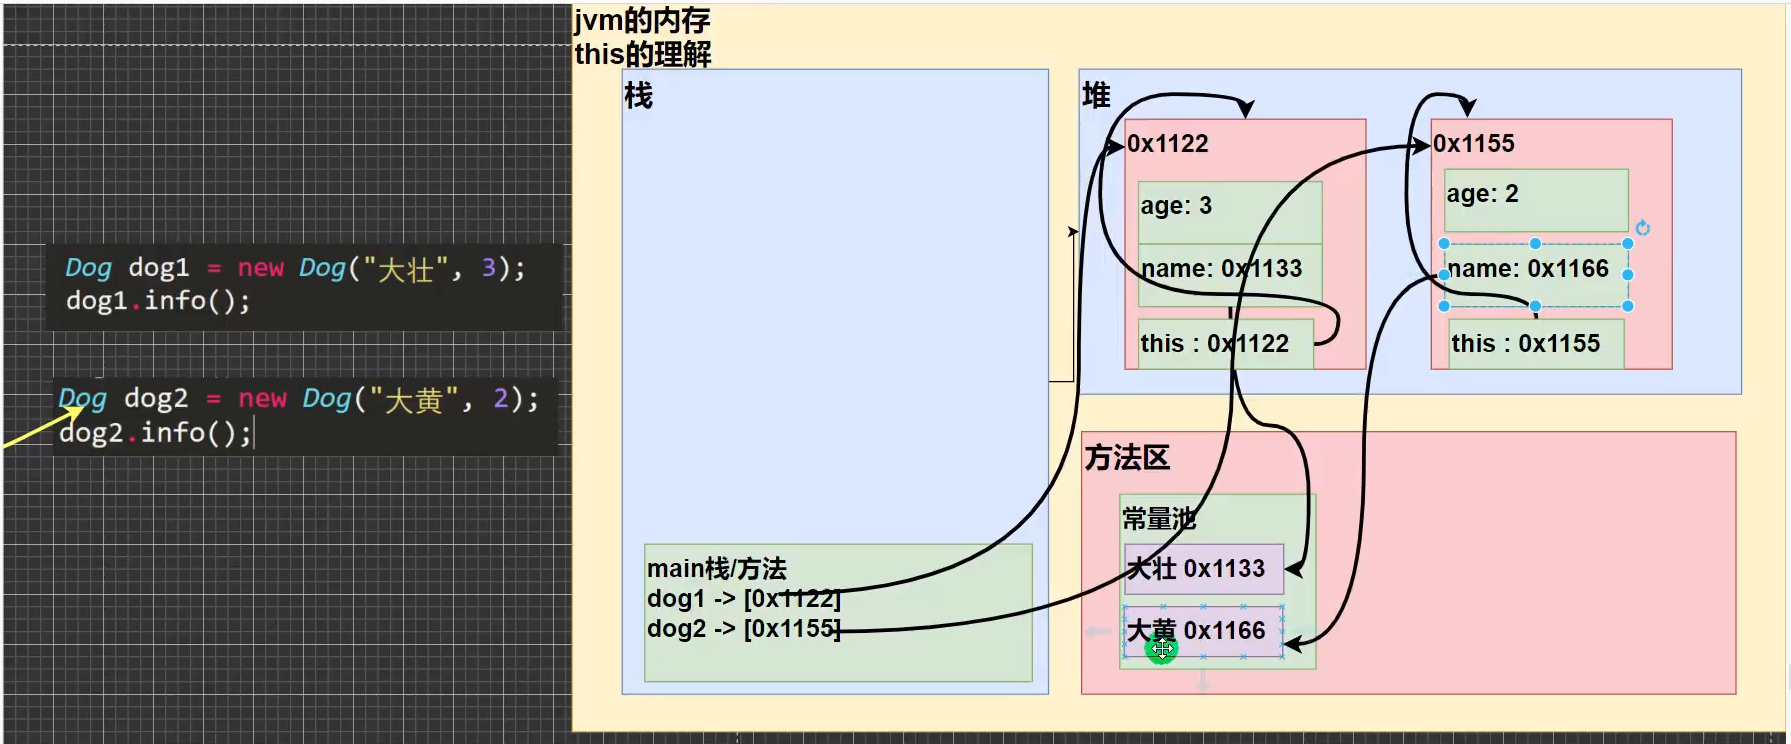 Dog dog1 = new Dog("大壮", 3);
dog1.info();
Dog dog2 = new Dog("大黄", 2);
dog2.info();
jvm的内存
this的理解
栈
main栈/方法
dog1 -> [0x1122]
dog2 -> [0x1155]
堆
0x1122
age: 3
name: 0x1133
this : 0x1122
0x1155
age: 2
name: 0x1166
this : 0x1155
方法区
常量池
大壮 0x1133
大黄 0x1166